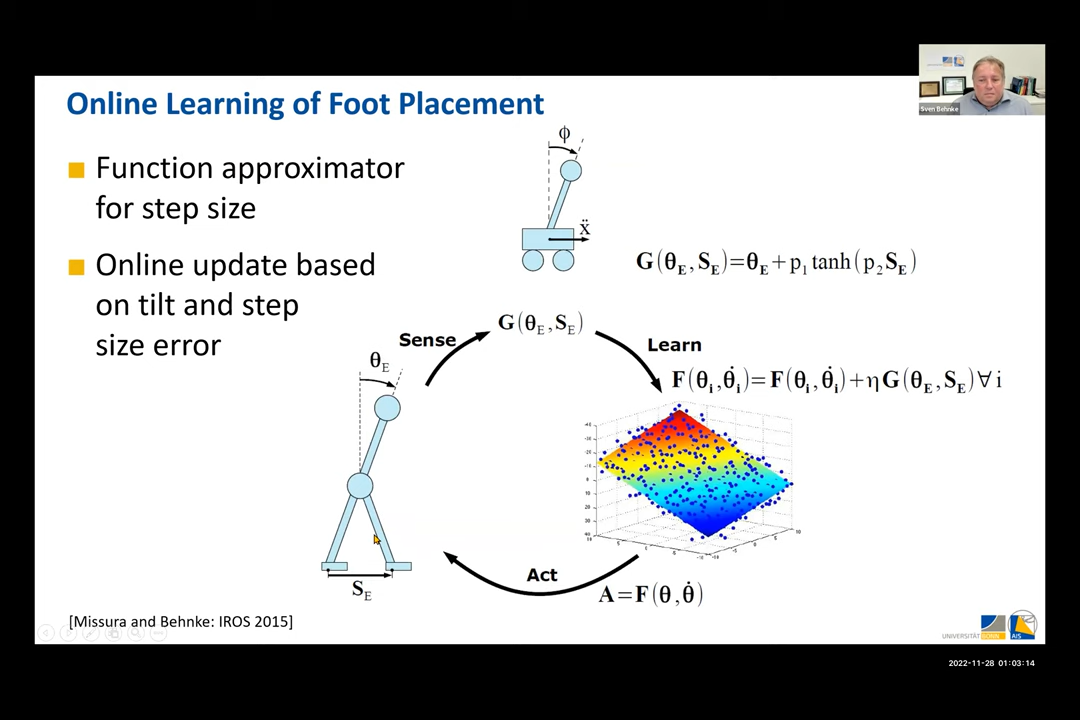 Online Learning of Foot Placement
Sven Behnke
Function approximator
for step size
Online update based
on tilt and step
size error
ϕ
ẍ
G(θ_E, S_E)=θ_E+p₁ tanh(p₂S_E)
Sense
G(θ_E, S_E)
Learn
F(θ_i, θ̇_i)=F(θ_i, θ̇_i)+ηG(θ_E, S_E)∀i
θ_E
S_E
Act
A=F(θ, θ̇)
[Missura and Behnke: IROS 2015]
UNIVERSITÄT BONN AIS
2022-11-28 01:03:14